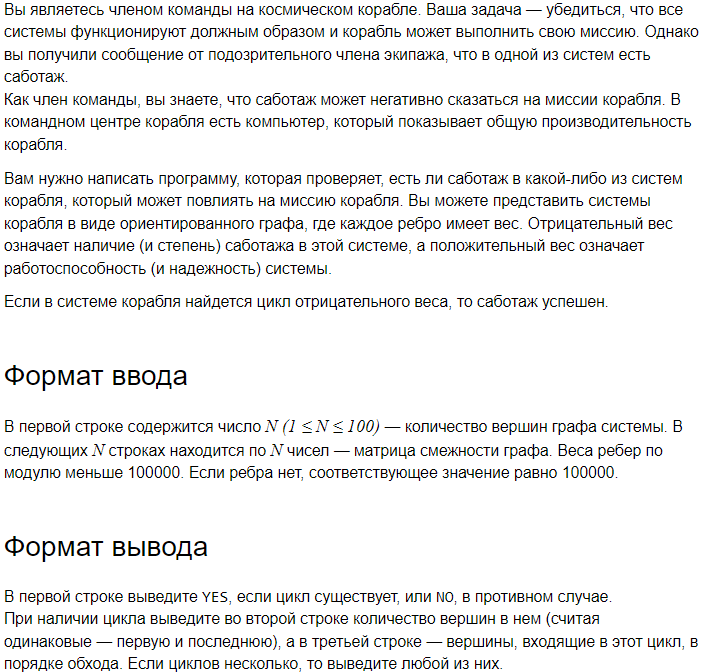 Вы являетесь членом команды на космическом корабле. Ваша задача — убедиться, что все
системы функционируют должным образом и корабль может выполнить свою миссию. Однако
вы получили сообщение от подозрительного члена экипажа, что в одной из систем есть
саботаж.
Как член команды, вы знаете, что саботаж может негативно сказаться на миссии корабля. В
командном центре корабля есть компьютер, который показывает общую производительность
корабля.
Вам нужно написать программу, которая проверяет, есть ли саботаж в какой-либо из систем
корабля, который может повлиять на миссию корабля. Вы можете представить системы
корабля в виде ориентированного графа, где каждое ребро имеет вес. Отрицательный вес
означает наличие (и степень) саботажа в этой системе, а положительный вес означает
работоспособность (и надежность) системы.
Если в системе корабля найдется цикл отрицательного веса, то саботаж успешен.
Формат ввода
В первой строке содержится число N (1 ≤ N ≤ 100) — количество вершин графа системы. В
следующих N строках находится по N чисел — матрица смежности графа. Веса ребер по
модулю меньше 100000. Если ребра нет, соответствующее значение равно 100000.
Формат вывода
В первой строке выведите YES, если цикл существует, или NO, в противном случае.
При наличии цикла выведите во второй строке количество вершин в нем (считая
одинаковые — первую и последнюю), а в третьей строке — вершины, входящие в этот цикл, в
порядке обхода. Если циклов несколько, то выведите любой из них.